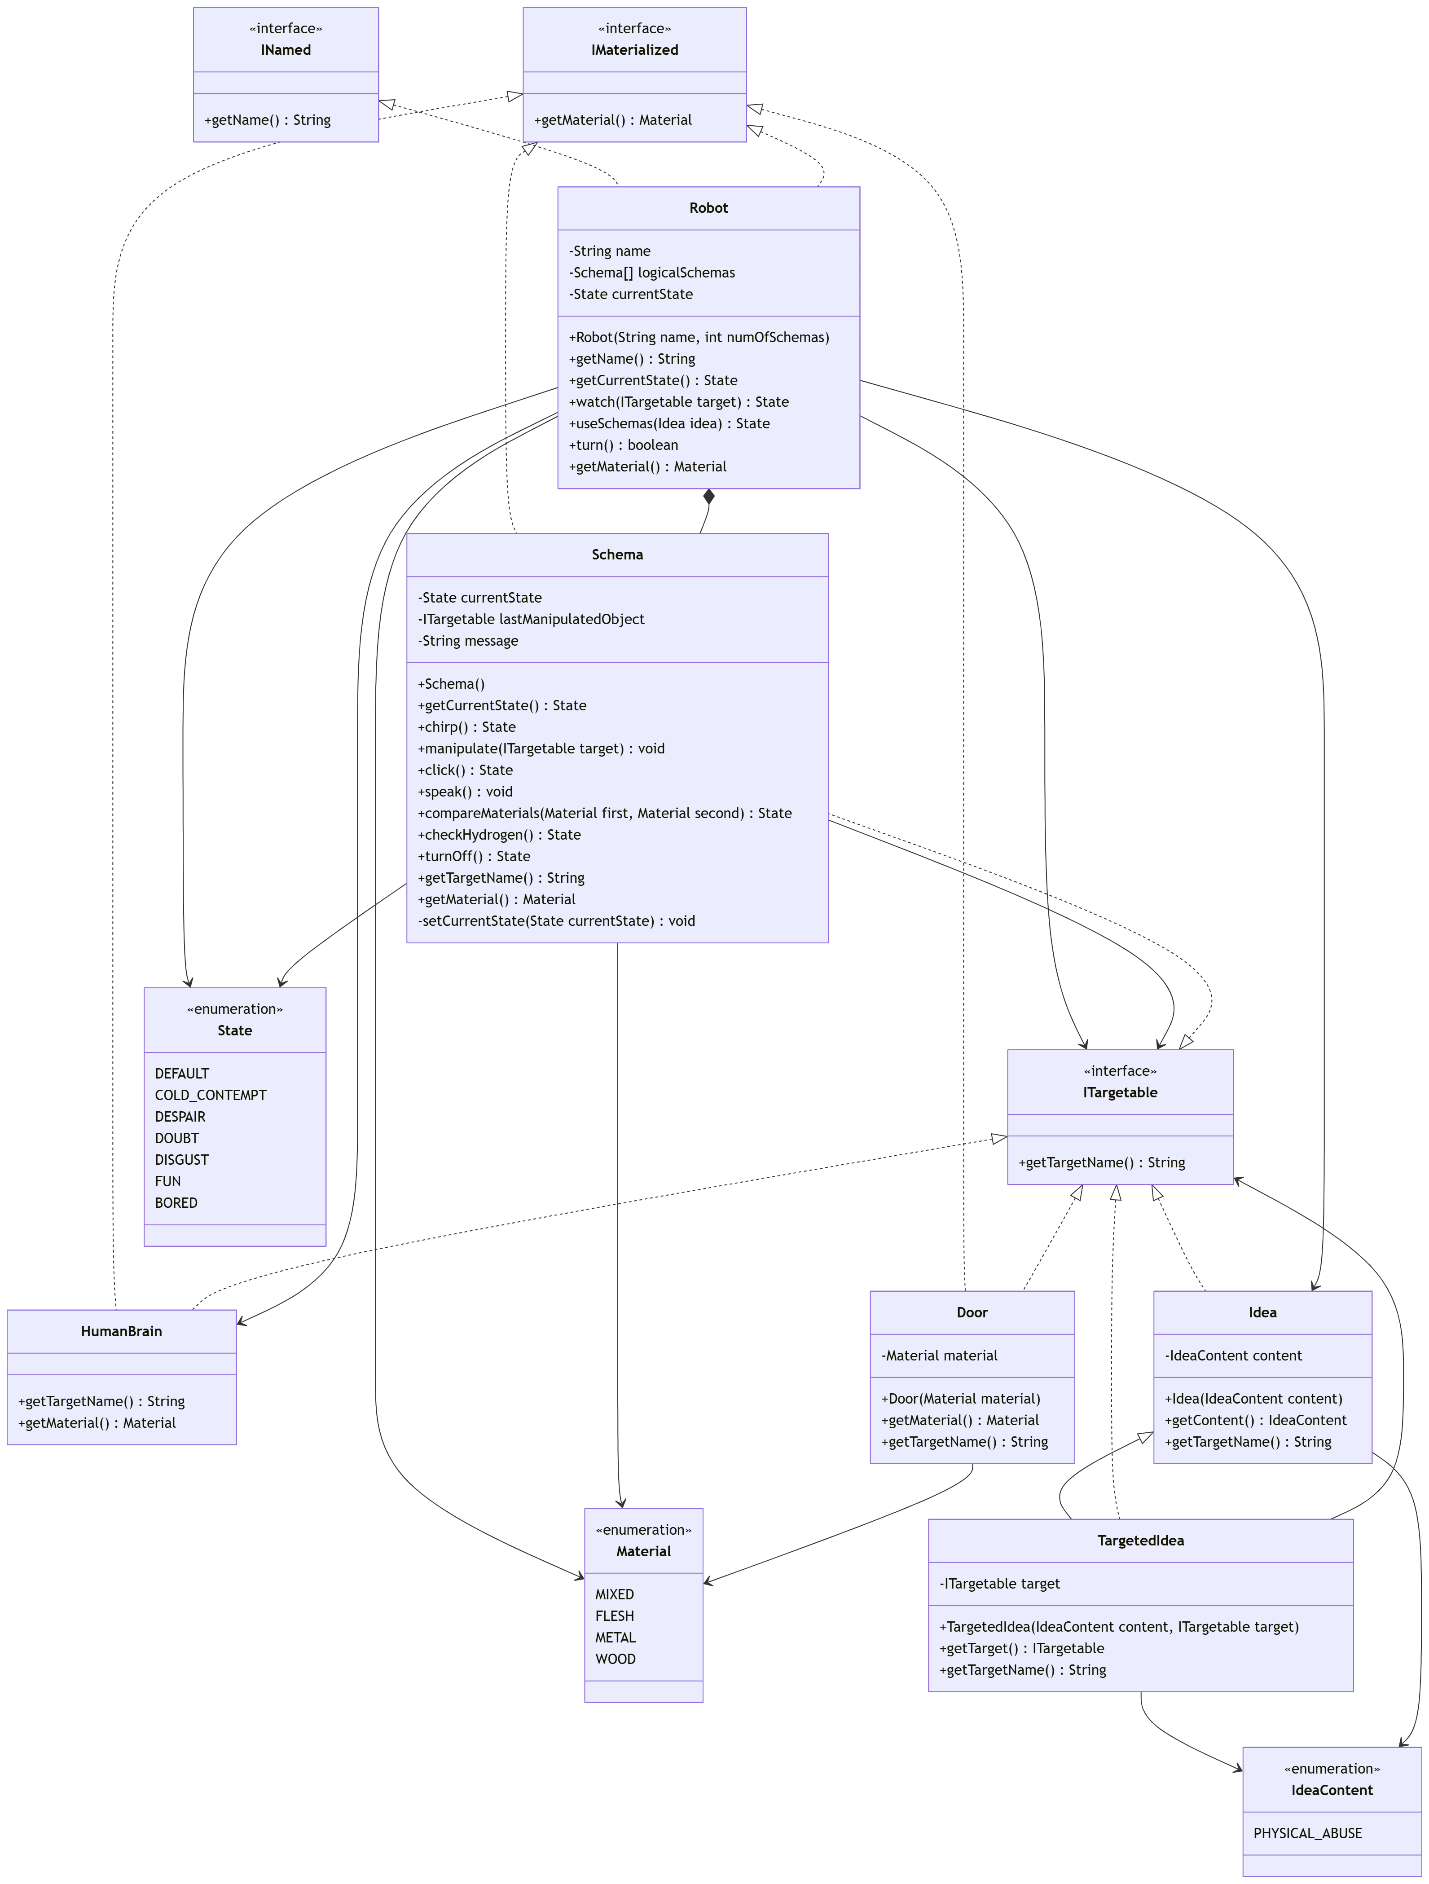 «interface»
INamed
+getName() : String
«interface»
IMaterialized
+getMaterial() : Material
Robot
-String name
-Schema[] logicalSchemas
-State currentState
+Robot(String name, int numOfSchemas)
+getName() : String
+getCurrentState() : State
+watch(ITargetable target) : State
+useSchemas(Idea idea) : State
+turn() : boolean
+getMaterial() : Material
Schema
-State currentState
-ITargetable lastManipulatedObject
-String message
+Schema()
+getCurrentState() : State
+chirp() : State
+manipulate(ITargetable target) : void
+click() : State
+speak() : void
+compareMaterials(Material first, Material second) : State
+checkHydrogen() : State
+turnOff() : State
+getTargetName() : String
+getMaterial() : Material
-setCurrentState(State currentState) : void
«enumeration»
State
DEFAULT
COLD_CONTEMPT
DESPAIR
DOUBT
DISGUST
FUN
BORED
«interface»
ITargetable
+getTargetName() : String
HumanBrain
+getTargetName() : String
+getMaterial() : Material
Door
-Material material
+Door(Material material)
+getMaterial() : Material
+getTargetName() : String
Idea
-IdeaContent content
+Idea(IdeaContent content)
+getContent() : IdeaContent
+getTargetName() : String
«enumeration»
Material
MIXED
FLESH
METAL
WOOD
TargetedIdea
-ITargetable target
+TargetedIdea(IdeaContent content, ITargetable target)
+getTarget() : ITargetable
+getTargetName() : String
«enumeration»
IdeaContent
PHYSICAL_ABUSE